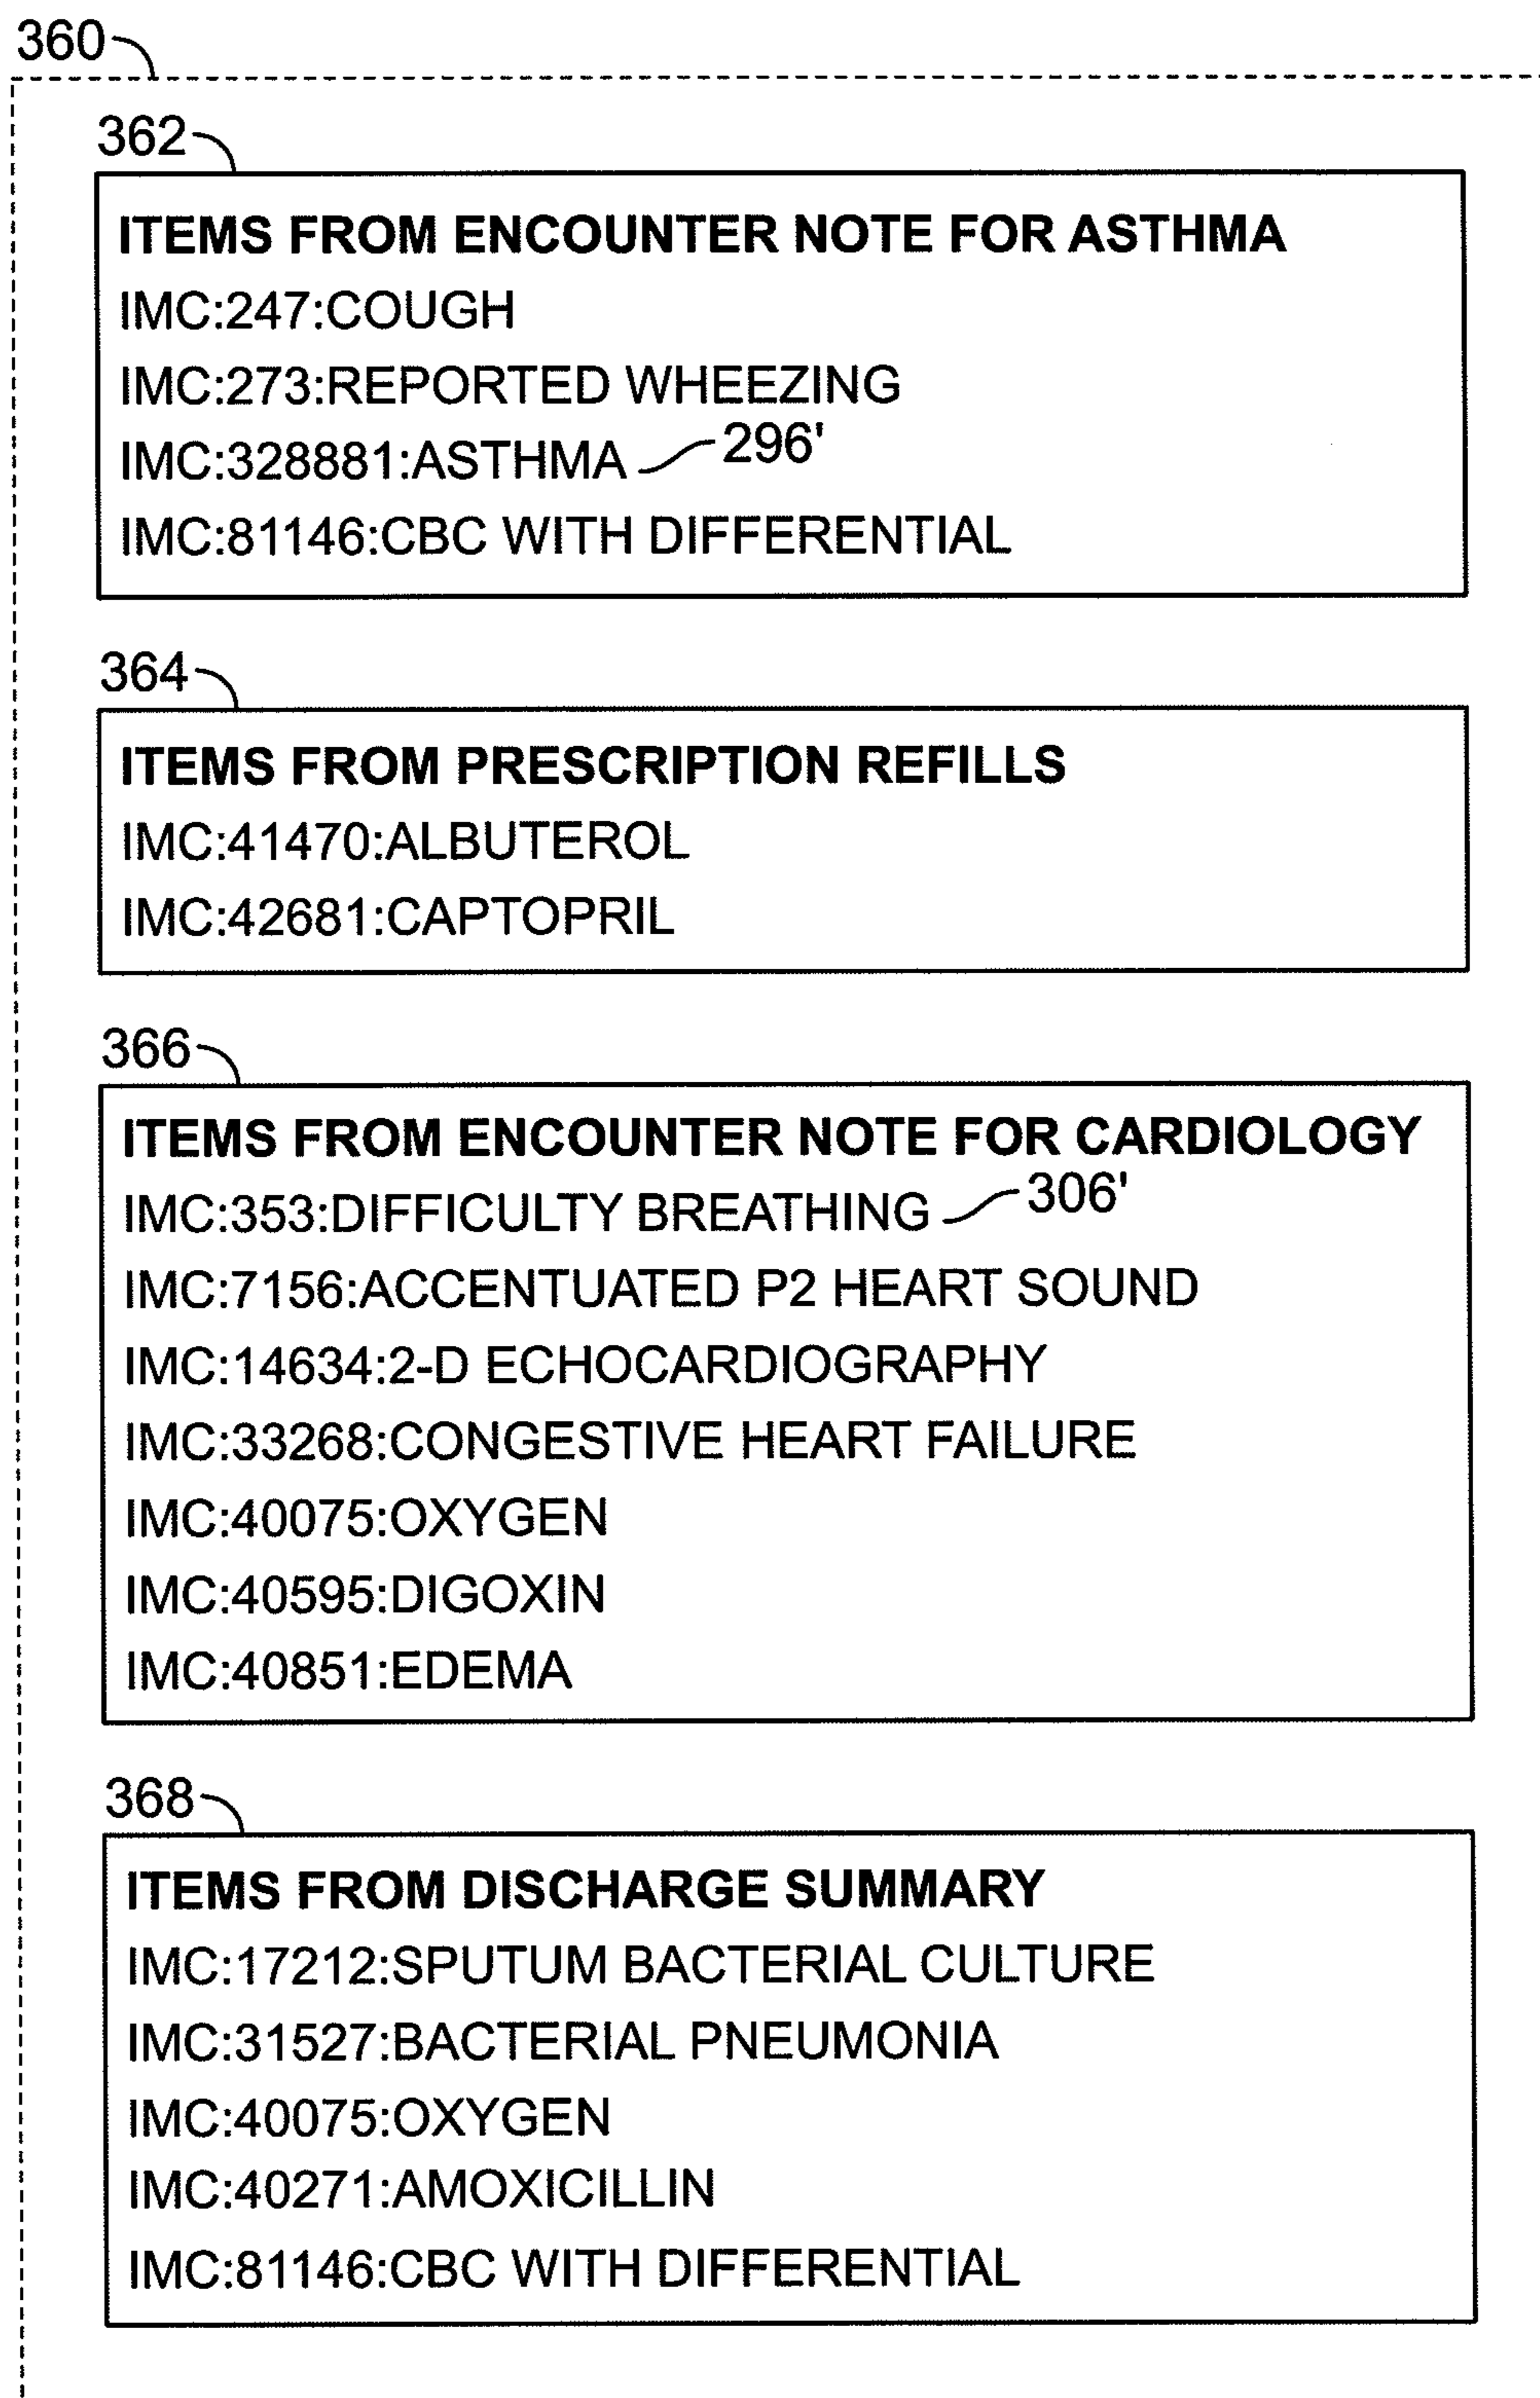 360
362
ITEMS FROM ENCOUNTER NOTE FOR ASTHMA
IMC:247:COUGH
IMC:273:REPORTED WHEEZING
IMC:328881:ASTHMA 296'
IMC:81146:CBC WITH DIFFERENTIAL
364
ITEMS FROM PRESCRIPTION REFILLS
IMC:41470:ALBUTEROL
IMC:42681:CAPTOPRIL
366
ITEMS FROM ENCOUNTER NOTE FOR CARDIOLOGY
IMC:353:DIFFICULTY BREATHING 306'
IMC:7156:ACCENTUATED P2 HEART SOUND
IMC:14634:2-D ECHOCARDIOGRAPHY
IMC:33268:CONGESTIVE HEART FAILURE
IMC:40075:OXYGEN
IMC:40595:DIGOXIN
IMC:40851:EDEMA
368
ITEMS FROM DISCHARGE SUMMARY
IMC:17212:SPUTUM BACTERIAL CULTURE
IMC:31527:BACTERIAL PNEUMONIA
IMC:40075:OXYGEN
IMC:40271:AMOXICILLIN
IMC:81146:CBC WITH DIFFERENTIAL